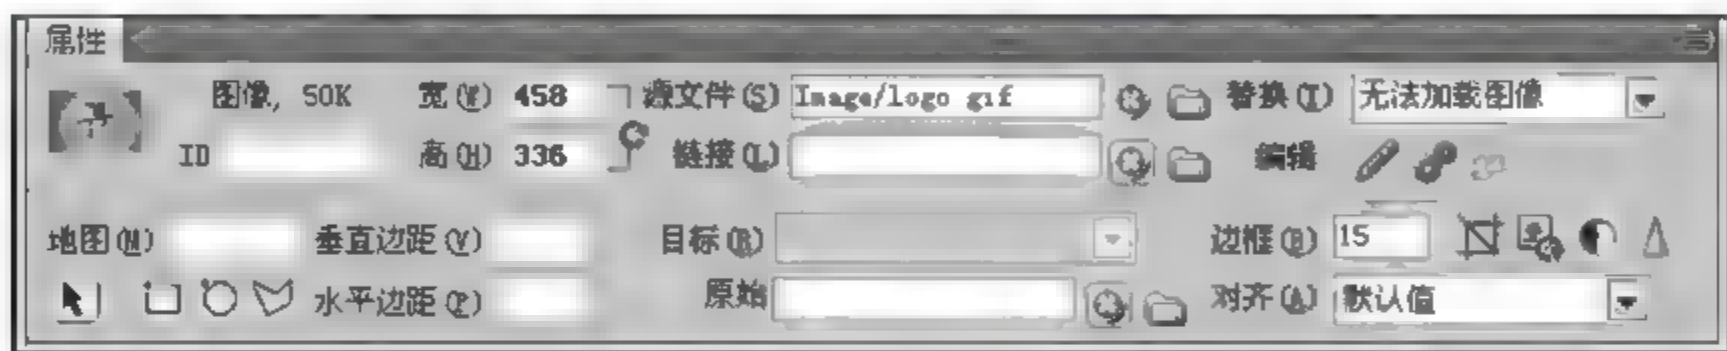 属性
图像, 50K 宽(W) 458 源文件(S) Image/logo gif 替换(T) 无法加载图像
ID 高(H) 336 链接(L) 编辑
地图(M) 垂直边距(V) 目标(R) 边框(B) 15
水平边距(P) 原始 对齐(A) 默认值